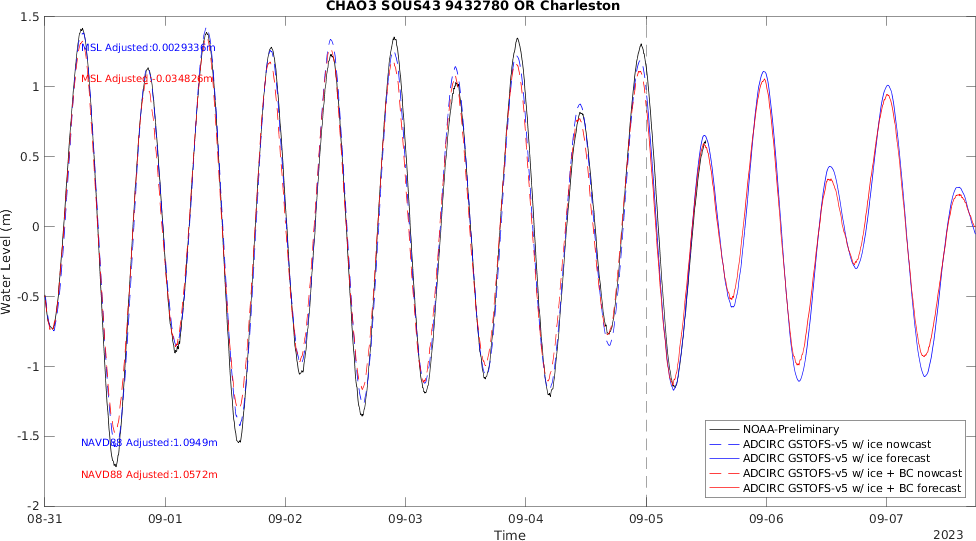 CHAO3 SOUS43 9432780 OR Charleston
1.5
1
0.5
0
-0.5
-1
-1.5
-2
Water Level (m)
MSL Adjusted:0.0029336m
MSL Adjusted:-0.034826m
NAVD88 Adjusted:1.0949m
NAVD88 Adjusted:1.0572m
NOAA-Preliminary
ADCIRC GSTOFS-v5 w/ ice nowcast
ADCIRC GSTOFS-v5 w/ ice forecast
ADCIRC GSTOFS-v5 w/ ice + BC nowcast
ADCIRC GSTOFS-v5 w/ ice + BC forecast
08-31 09-01 09-02 09-03 09-04 09-05 09-06 09-07
Time
2023